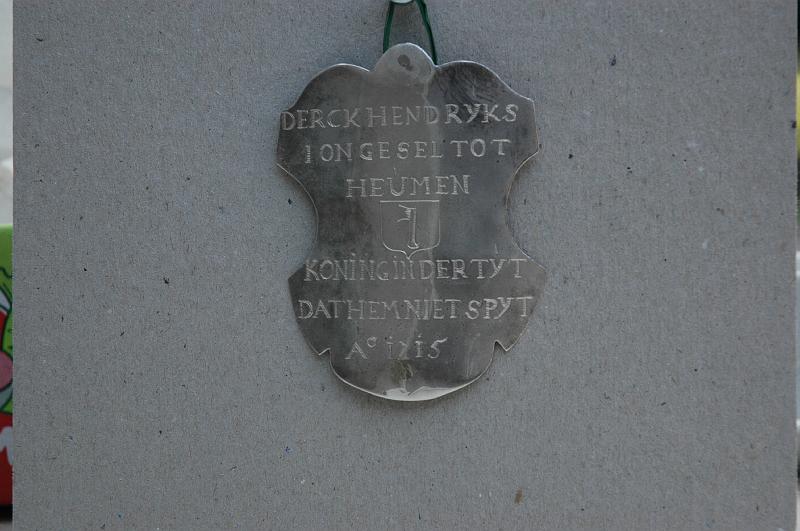 DERCK HENDRYKS
IONGESEL TOT
HEUMEN
KONING IN DER TYT
DAT HEM NIET SPYT
Aº 1715